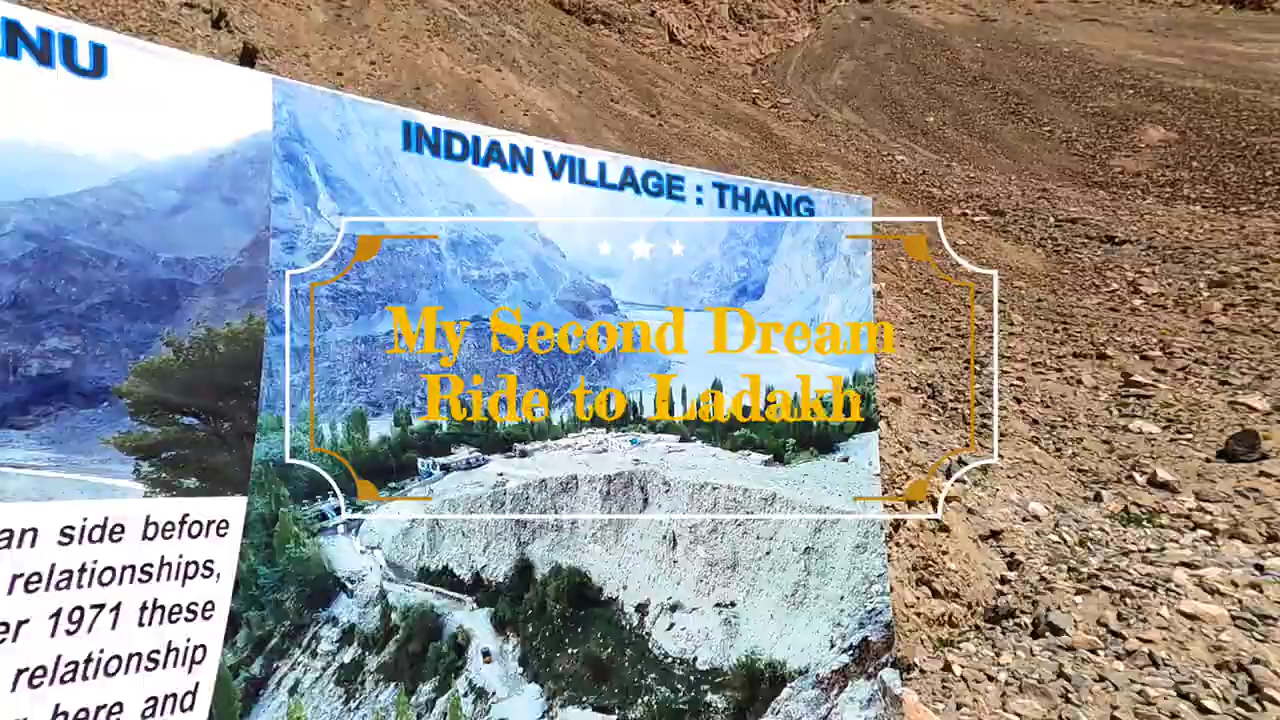 NU
INDIAN VILLAGE : THANG
My Second Dream
Ride to Ladakh
an side before
relationships,
er 1971 these
relationship
here and